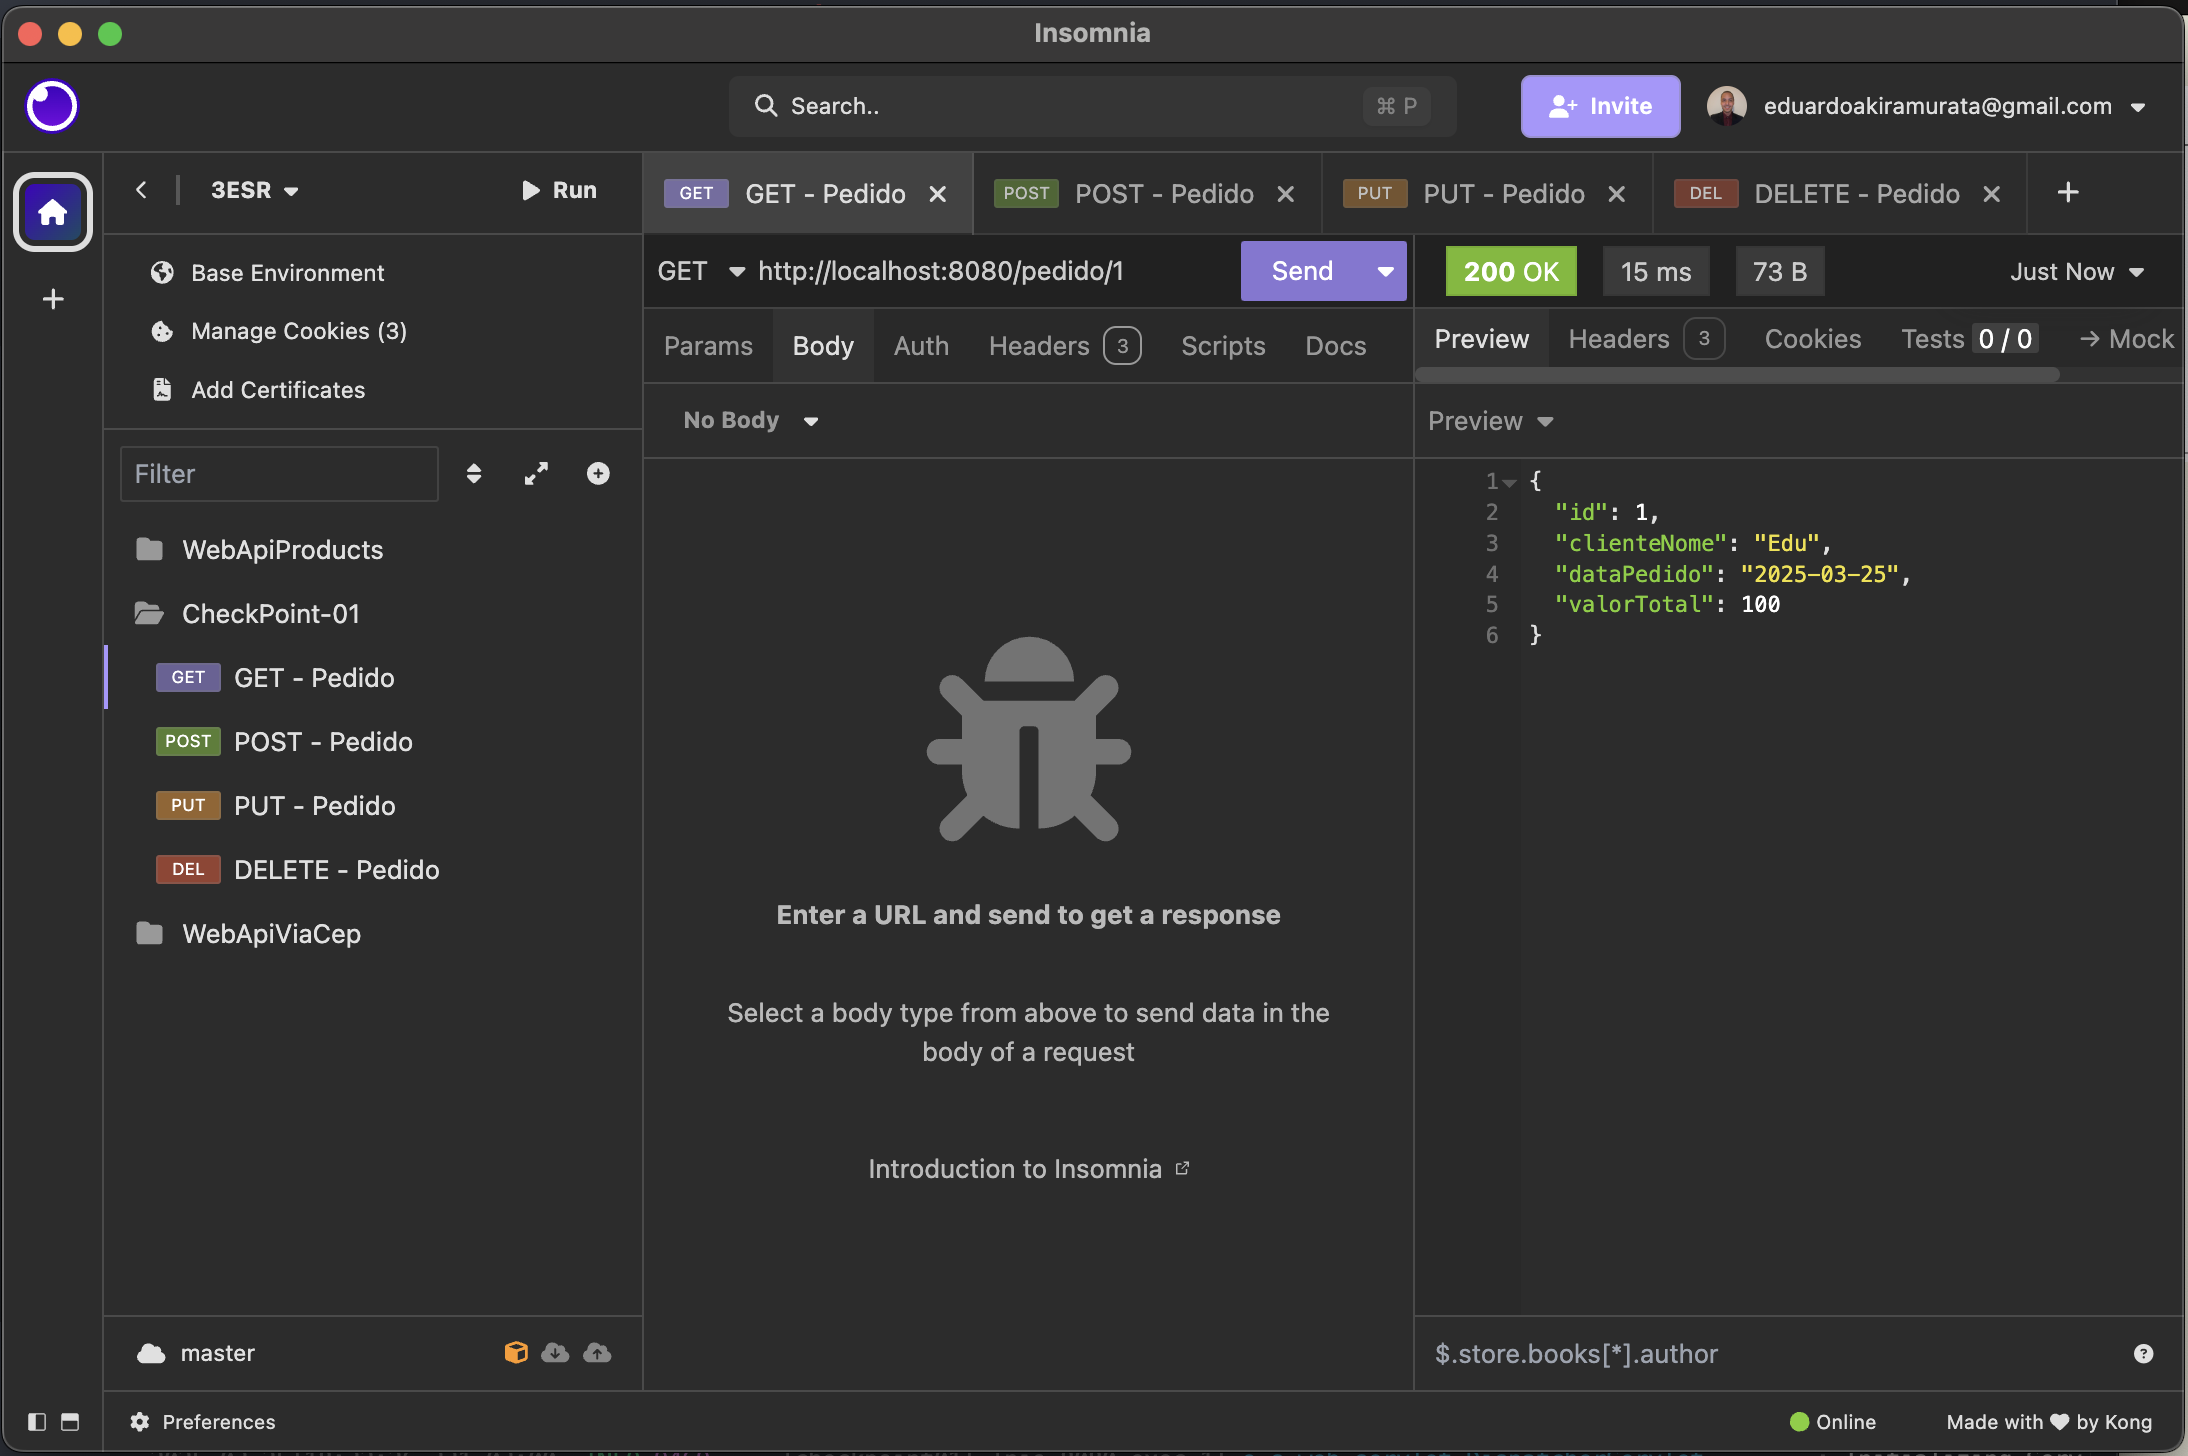 Insomnia
Search..
⌘ P
Invite
eduardoakiramurata@gmail.com
3ESR
Run
GET GET - Pedido
POST POST - Pedido
PUT PUT - Pedido
DEL DELETE - Pedido
Base Environment
Manage Cookies (3)
Add Certificates
Filter
WebApiProducts
CheckPoint-01
GET GET - Pedido
POST POST - Pedido
PUT PUT - Pedido
DEL DELETE - Pedido
WebApiViaCep
master
GET http://localhost:8080/pedido/1
Send
Params Body Auth Headers 3 Scripts Docs
No Body
Enter a URL and send to get a response
Select a body type from above to send data in the
body of a request
Introduction to Insomnia
200 OK 15 ms 73 B Just Now
Preview Headers 3 Cookies Tests 0 / 0 → Mock
Preview
1 {
2 "id": 1,
3 "clienteNome": "Edu",
4 "dataPedido": "2025-03-25",
5 "valorTotal": 100
6 }
$.store.books[*].author
Preferences
Online
Made with ♥ by Kong